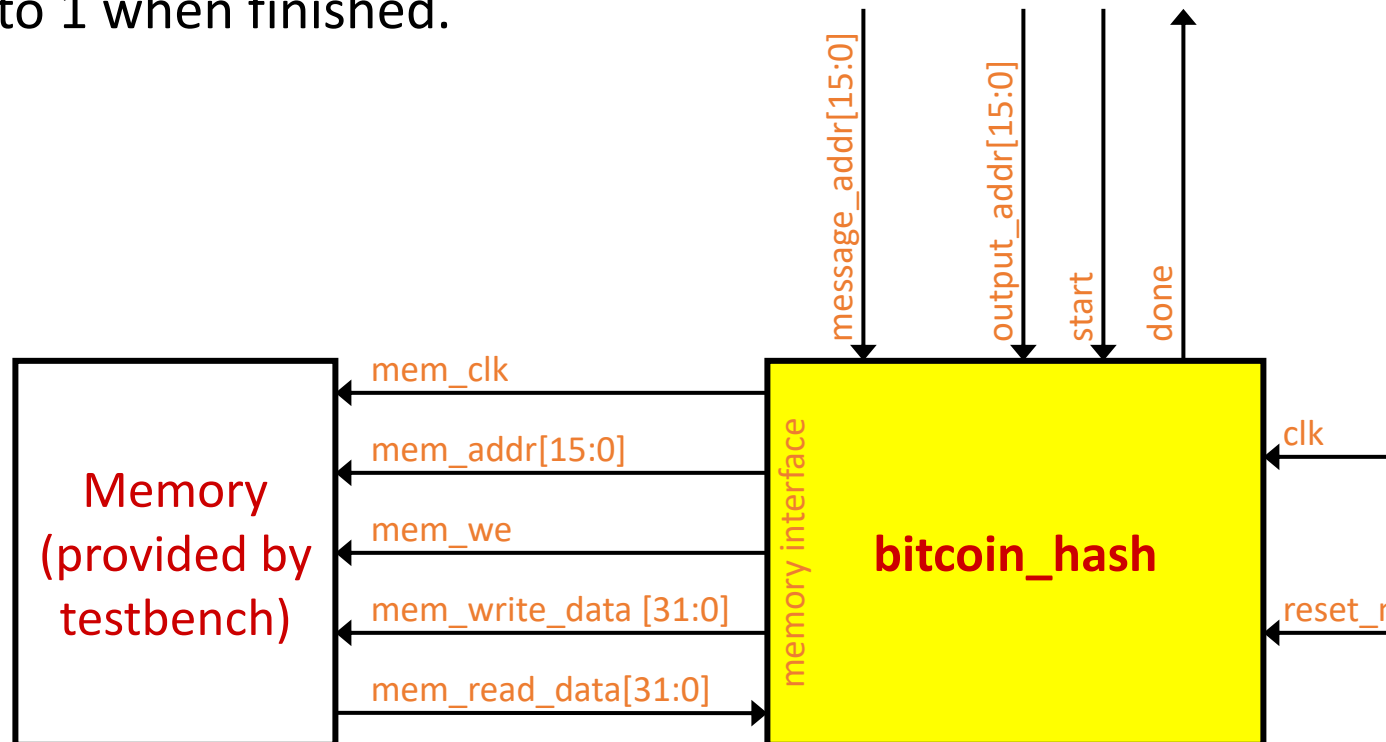 to 1 when finished.
message_addr[15:0]
output_addr[15:0]
start
done
mem_clk
mem_addr[15:0]
mem_we
mem_write_data [31:0]
mem_read_data[31:0]
Memory
(provided by
testbench)
memory interface
bitcoin_hash
clk